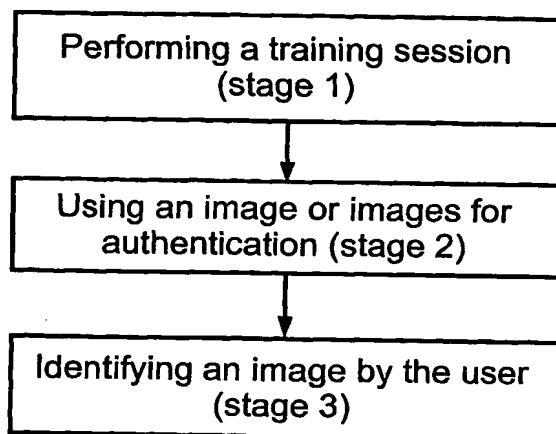 Performing a training session
(stage 1)
Using an image or images for
authentication (stage 2)
Identifying an image by the user
(stage 3)